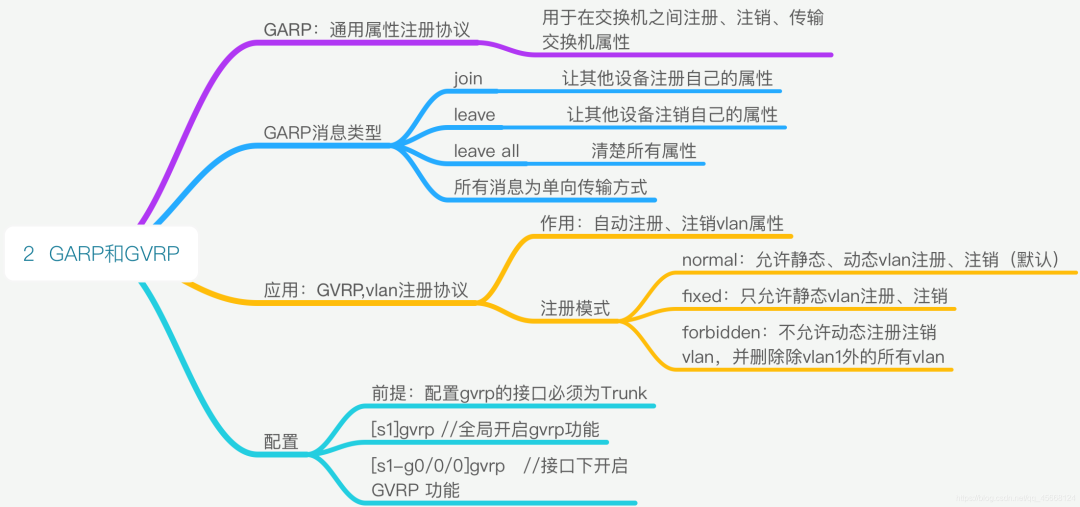 GARP：通用属性注册协议
用于在交换机之间注册、注销、传输
交换机属性
GARP消息类型
join
让其他设备注册自己的属性
leave
让其他设备注销自己的属性
leave all
清楚所有属性
所有消息为单向传输方式
2 GARP和GVRP
应用：GVRP,vlan注册协议
作用：自动注册、注销vlan属性
注册模式
normal：允许静态、动态vlan注册、注销（默认）
fixed：只允许静态vlan注册、注销
forbidden：不允许动态注册注销
vlan，并删除除vlan1外的所有vlan
配置
前提：配置gvrp的接口必须为Trunk
[s1]gvrp //全局开启gvrp功能
[s1-g0/0/0]gvrp //接口下开启
GVRP 功能